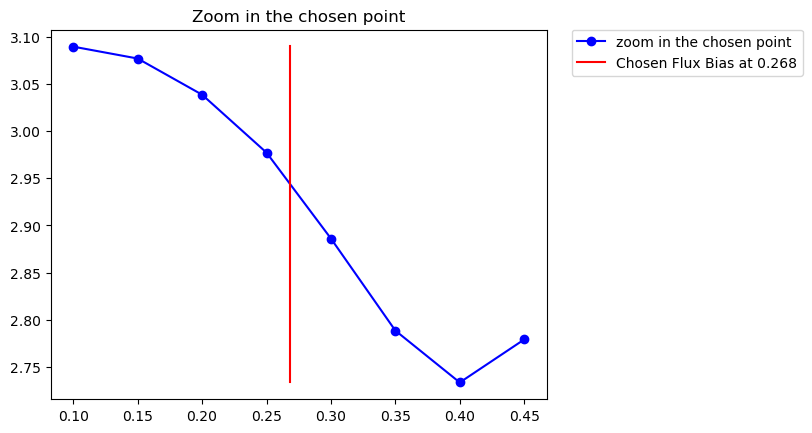 Zoom in the chosen point
zoom in the chosen point
Chosen Flux Bias at 0.268
3.10
3.05
3.00
2.95
2.90
2.85
2.80
2.75
0.10 0.15 0.20 0.25 0.30 0.35 0.40 0.45